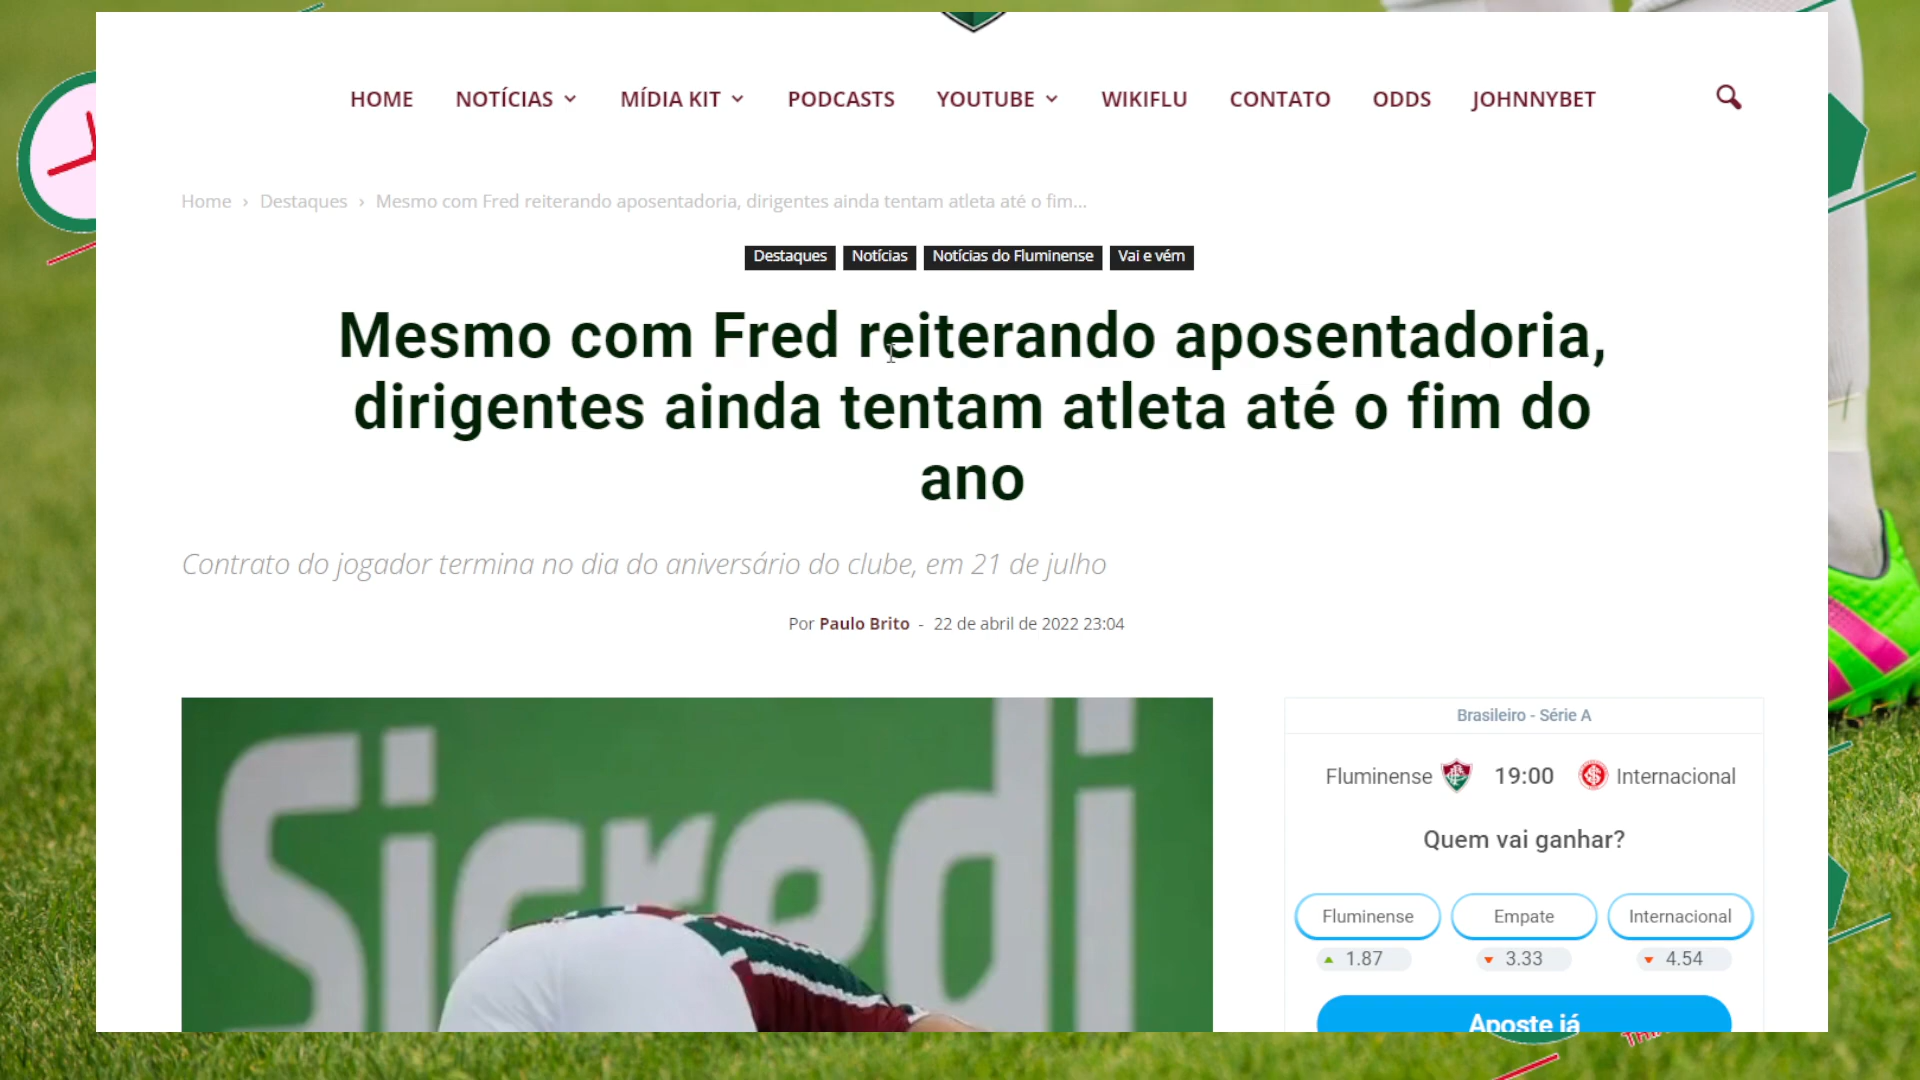 HOME NOTÍCIAS MÍDIA KIT PODCASTS YOUTUBE WIKIFLU CONTATO ODDS JOHNNYBET
Home › Destaques › Mesmo com Fred reiterando aposentadoria, dirigentes ainda tentam atleta até o fim...
Destaques Notícias Notícias do Fluminense Vai e vém
Mesmo com Fred reiterando aposentadoria,
dirigentes ainda tentam atleta até o fim do
ano
Contrato do jogador termina no dia do aniversário do clube, em 21 de julho
Por Paulo Brito - 22 de abril de 2022 23:04
Sicredi
Brasileiro - Série A
Fluminense 19:00 Internacional
Quem vai ganhar?
Fluminense Empate Internacional
1.87 3.33 4.54
Aposte já